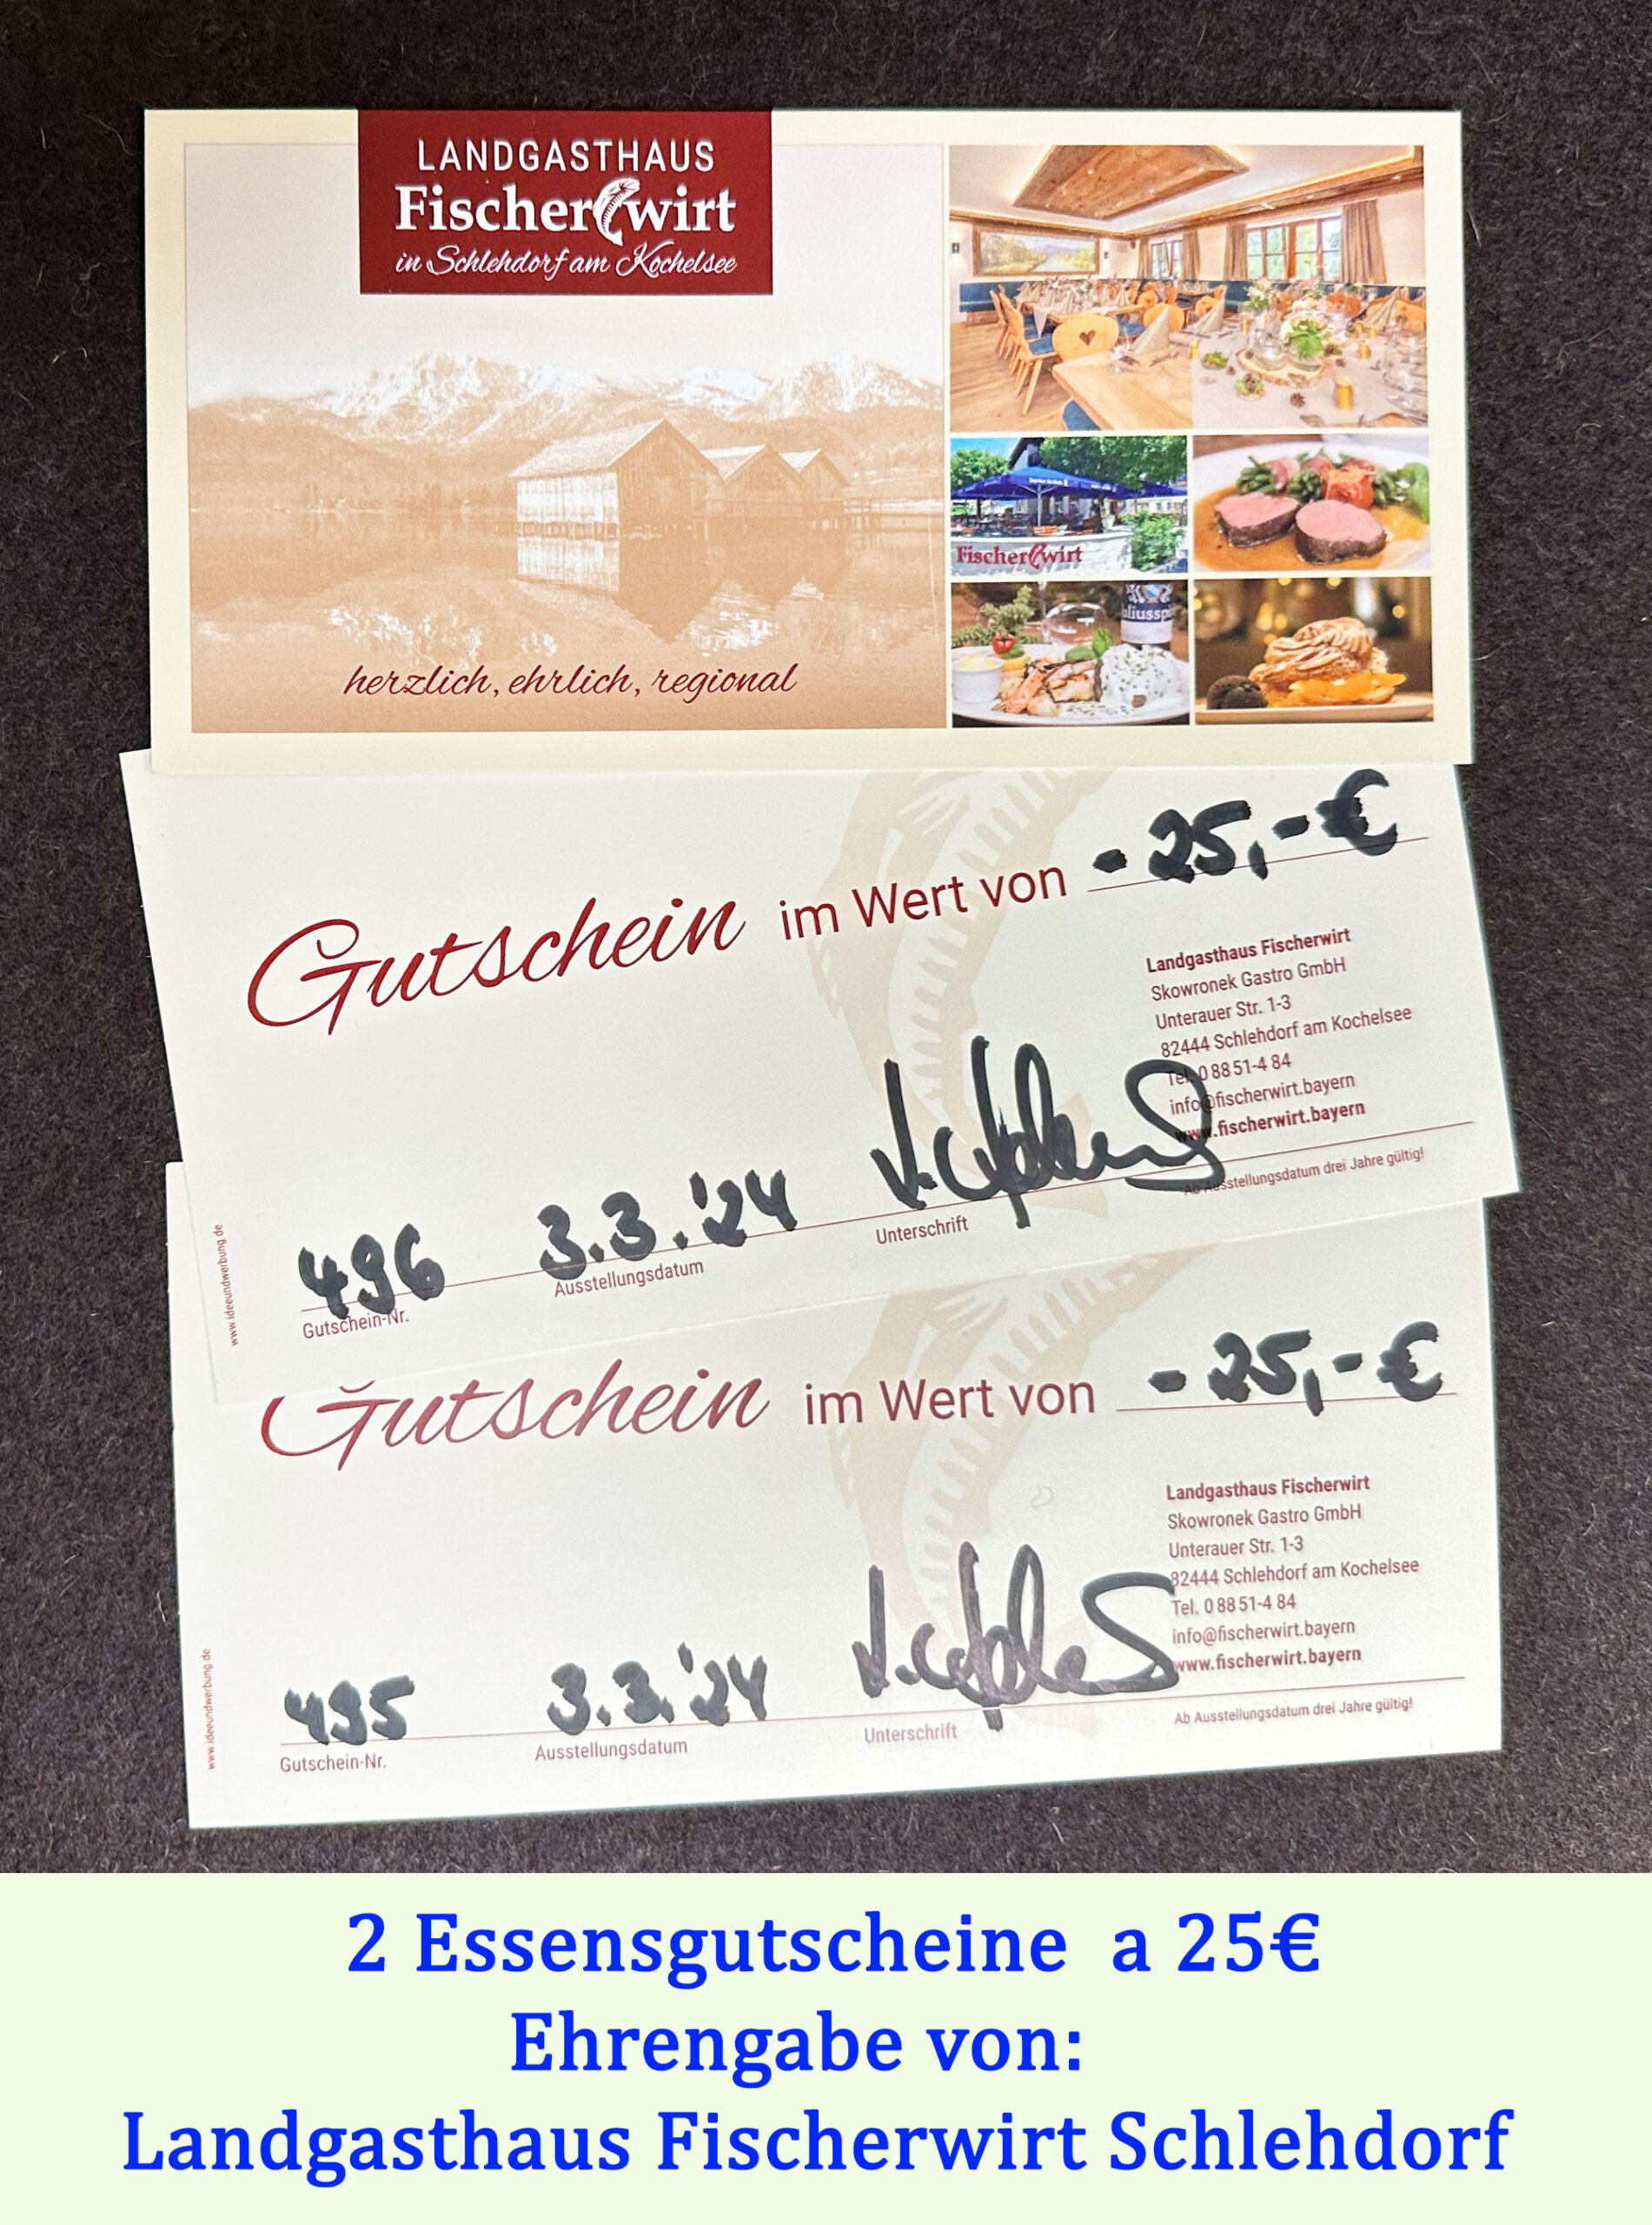 LANDGASTHAUS
Fischerwirt
in Schlehdorf am Kochelsee
Fischerwirt
herzlich, ehrlich, regional
Gutschein im Wert von - 25,- €
Landgasthaus Fischerwirt
Skowronek Gastro GmbH
Unterauer Str. 1-3
82444 Schlehdorf am Kochelsee
Tel. 0 88 51-4 84
info@fischerwirt.bayern
www.fischerwirt.bayern
Ab Ausstellungsdatum drei Jahre gültig!
496 3.3.'24
Gutschein-Nr. Ausstellungsdatum Unterschrift
www.ideeundwerbung.de
Gutschein im Wert von - 25,- €
Landgasthaus Fischerwirt
Skowronek Gastro GmbH
Unterauer Str. 1-3
82444 Schlehdorf am Kochelsee
Tel. 0 88 51-4 84
info@fischerwirt.bayern
www.fischerwirt.bayern
Ab Ausstellungsdatum drei Jahre gültig!
495 3.3.'24
Gutschein-Nr. Ausstellungsdatum Unterschrift
www.ideeundwerbung.de
2 Essensgutscheine a 25€
Ehrengabe von:
Landgasthaus Fischerwirt Schlehdorf